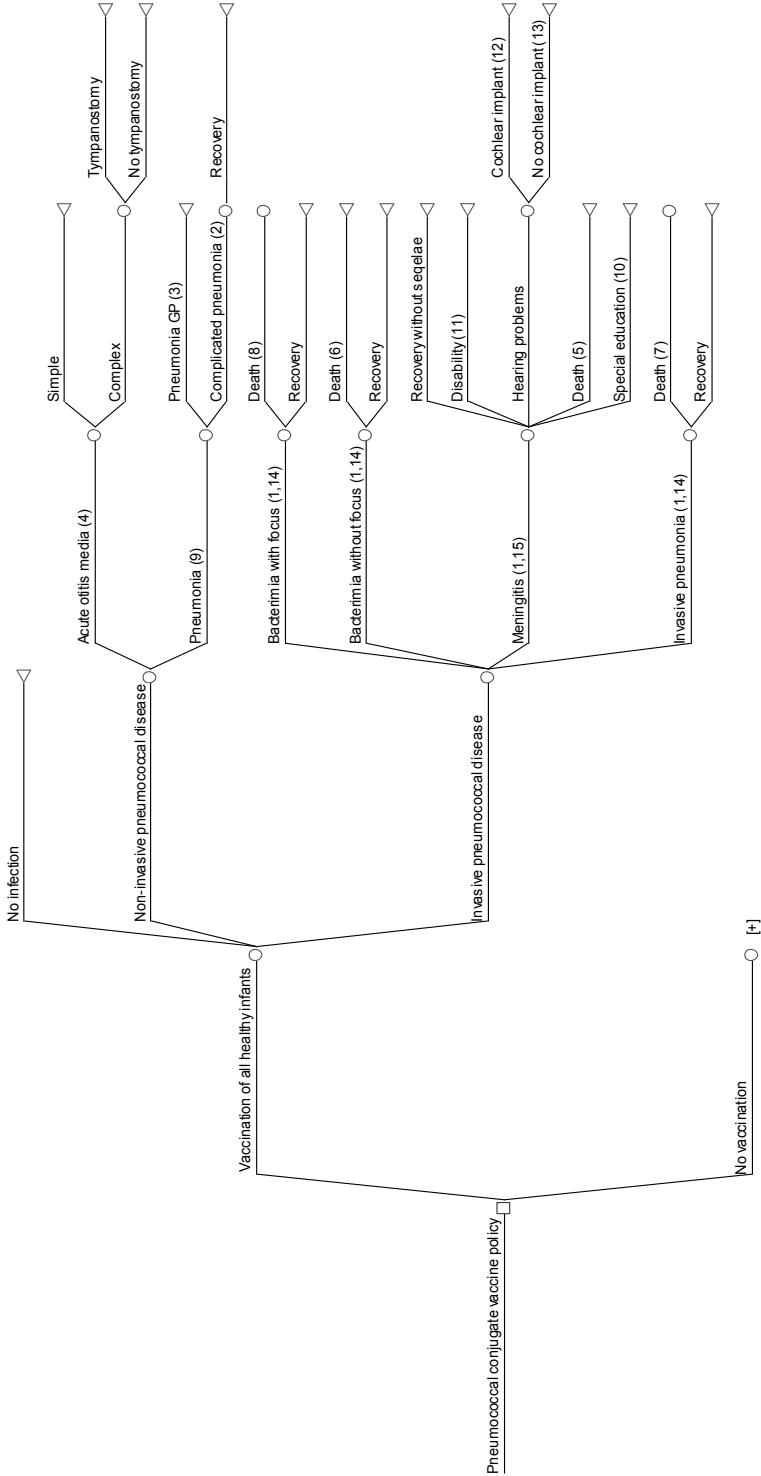 Pneumococcal conjugate vaccine policy
Vaccination of all healthy infants
No infection
Non-invasive pneumococcal disease
Acute otitis media (4)
Simple
Complex
Tympanostomy
No tympanostomy
Pneumonia (9)
Pneumonia GP (3)
Complicated pneumonia (2)
Recovery
Invasive pneumococcal disease
Bacterimia with focus (1,14)
Death (8)
Recovery
Bacterimia without focus (1,14)
Death (6)
Recovery
Meningitis (1,15)
Recovery without seqelae
Disability (11)
Hearing problems
Cochlear implant (12)
No cochlear implant (13)
Death (5)
Special education (10)
Invasive pneumonia (1,14)
Death (7)
Recovery
No vaccination
[+]